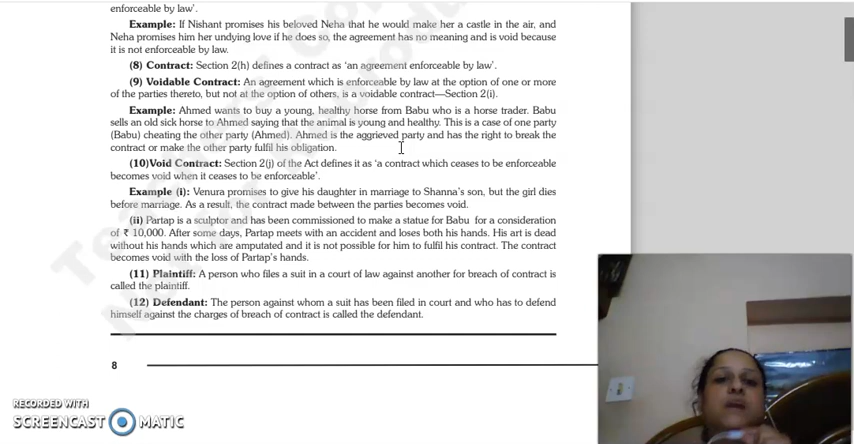 enforceable by law'.
Example: If Nishant promises his beloved Neha that he would make her a castle in the air, and
Neha promises him her undying love if he does so, the agreement has no meaning and is void because
it is not enforceable by law.
(8) Contract: Section 2(h) defines a contract as 'an agreement enforceable by law'.
(9) Voidable Contract: An agreement which is enforceable by law at the option of one or more
of the parties thereto, but not at the option of others, is a voidable contract—Section 2(i).
Example: Ahmed wants to buy a young, healthy horse from Babu who is a horse trader. Babu
sells an old sick horse to Ahmed saying that the animal is young and healthy. This is a case of one party
(Babu) cheating the other party (Ahmed). Ahmed is the aggrieved party and has the right to break the
contract or make the other party fulfil his obligation.
(10)Void Contract: Section 2(j) of the Act defines it as 'a contract which ceases to be enforceable
becomes void when it ceases to be enforceable'.
Example (i): Venura promises to give his daughter in marriage to Shanna's son, but the girl dies
before marriage. As a result, the contract made between the parties becomes void.
(ii) Partap is a sculptor and has been commissioned to make a statue for Babu for a consideration
of ₹ 10,000. After some days, Partap meets with an accident and loses both his hands. His art is dead
without his hands which are amputated and it is not possible for him to fulfil his contract. The contract
becomes void with the loss of Partap's hands.
(11) Plaintiff: A person who files a suit in a court of law against another for breach of contract is
called the plaintiff.
(12) Defendant: The person against whom a suit has been filed in court and who has to defend
himself against the charges of breach of contract is called the defendant.
8
RECORDED WITH
SCREENCAST MATIC